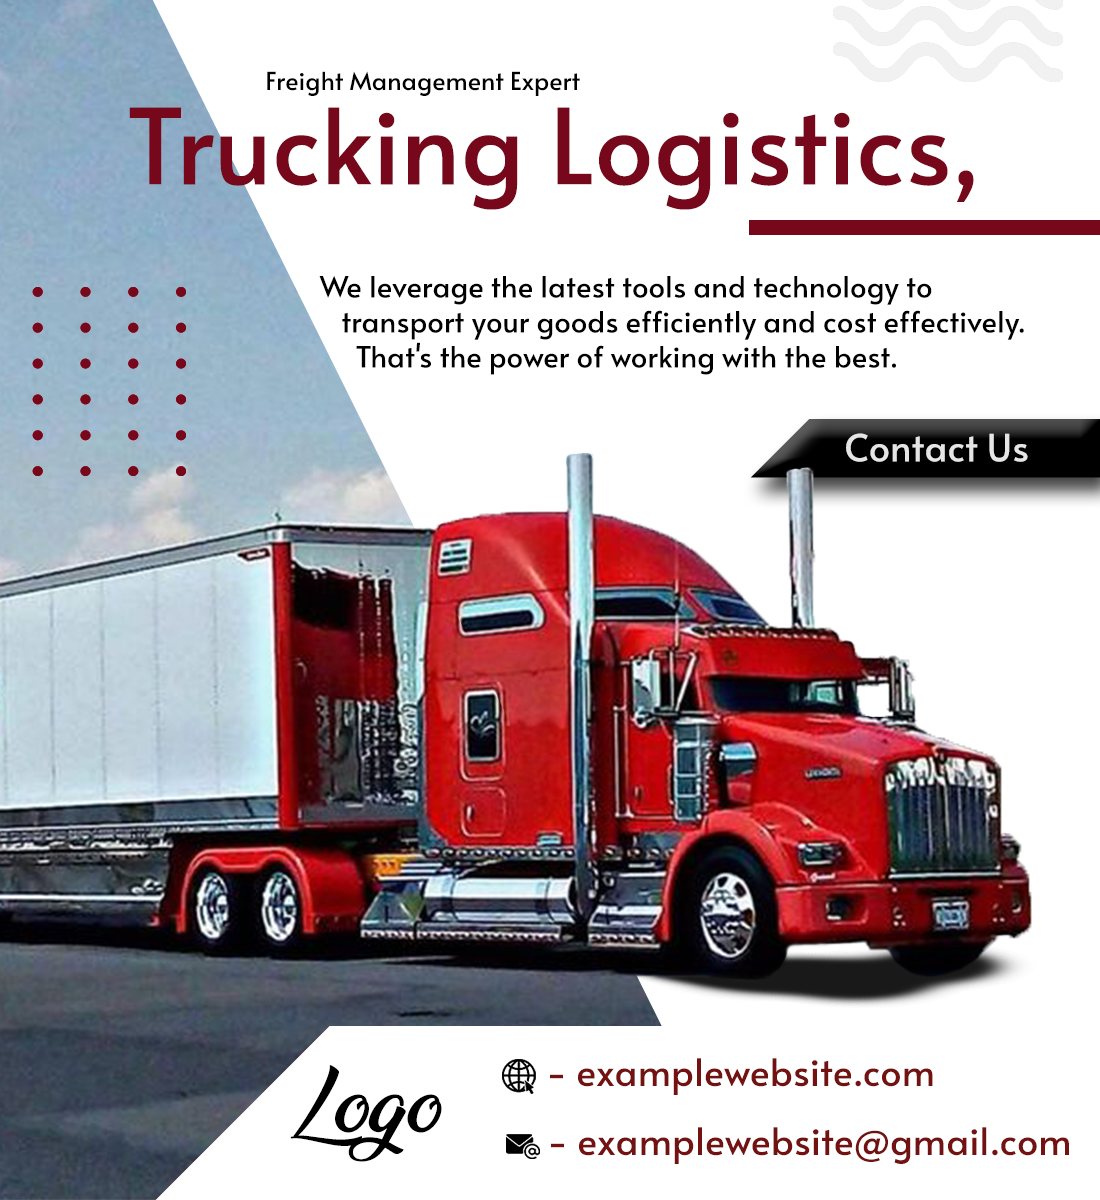 Freight Management Expert
Trucking Logistics,
We leverage the latest tools and technology to
transport your goods efficiently and cost effectively.
That's the power of working with the best.
Contact Us
Logo
- examplewebsite.com
- examplewebsite@gmail.com